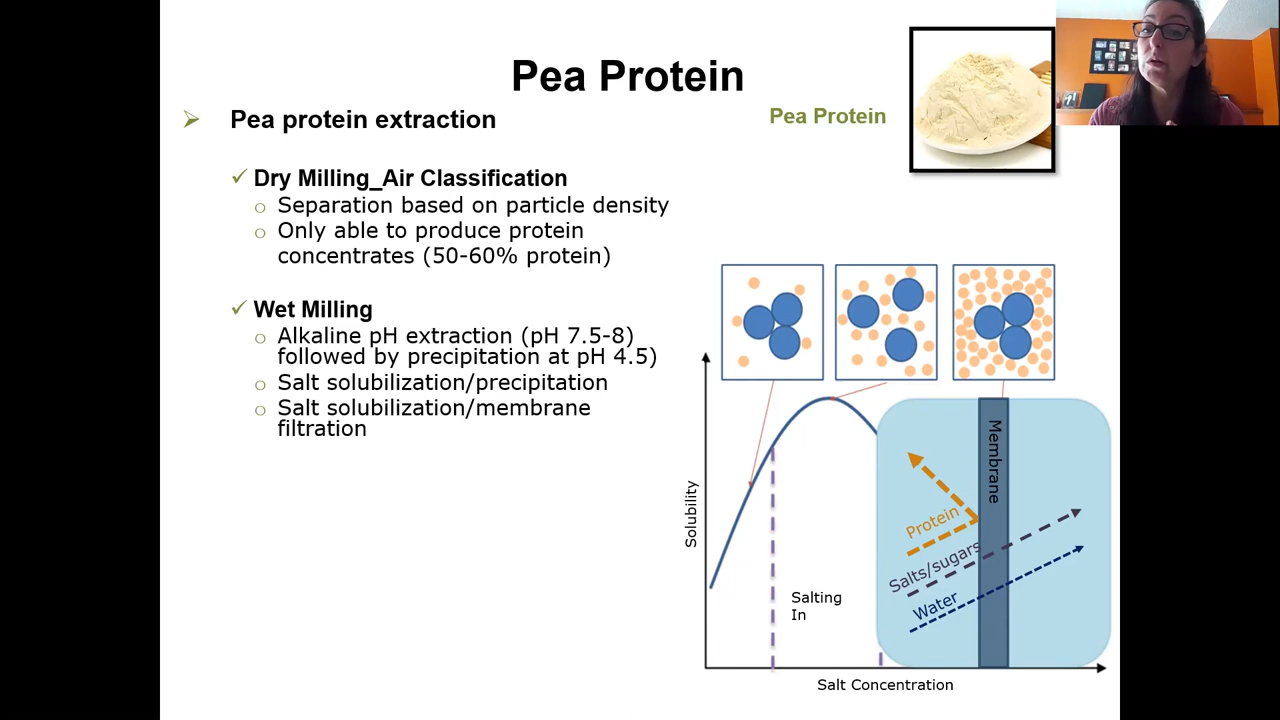 Pea Protein
Pea protein extraction
Pea Protein
Dry Milling_Air Classification
Separation based on particle density
Only able to produce protein
concentrates (50-60% protein)
Wet Milling
Alkaline pH extraction (pH 7.5-8)
followed by precipitation at pH 4.5)
Salt solubilization/precipitation
Salt solubilization/membrane
filtration
Solubility
Salting
In
Membrane
Protein
Salts/sugars
Water
Salt Concentration